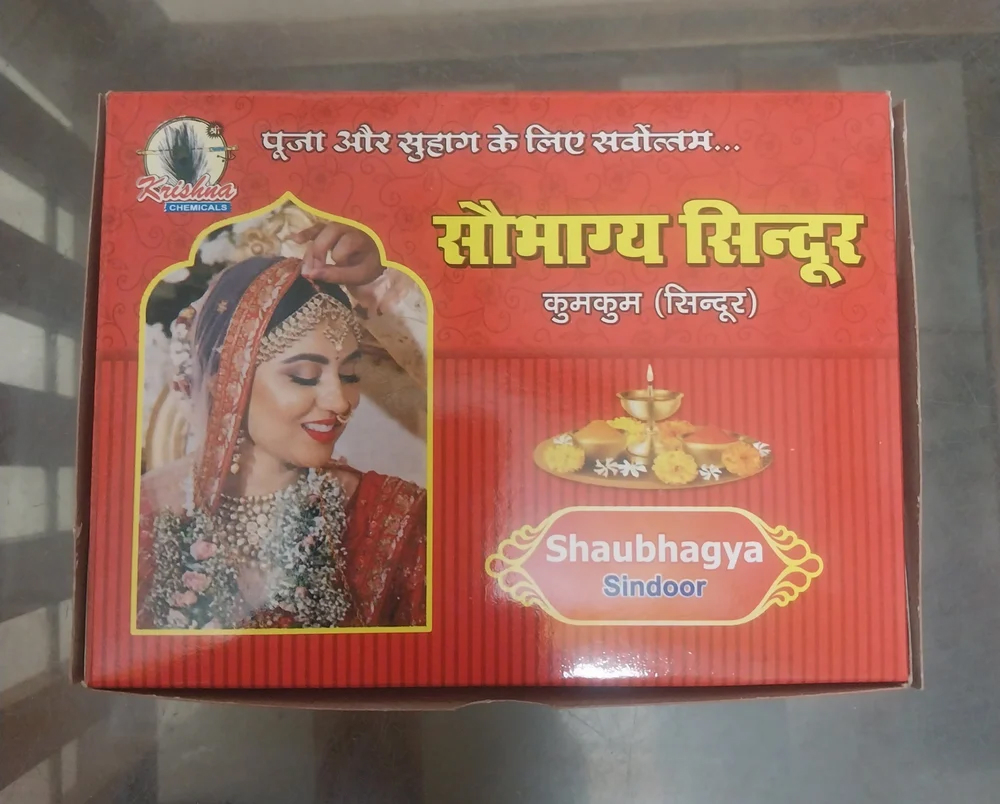 श्री
Krishna
CHEMICALS
पूजा और सुहाग के लिए सर्वोत्तम...
सौभाग्य सिन्दूर
कुमकुम (सिन्दूर)
Shaubhagya
Sindoor